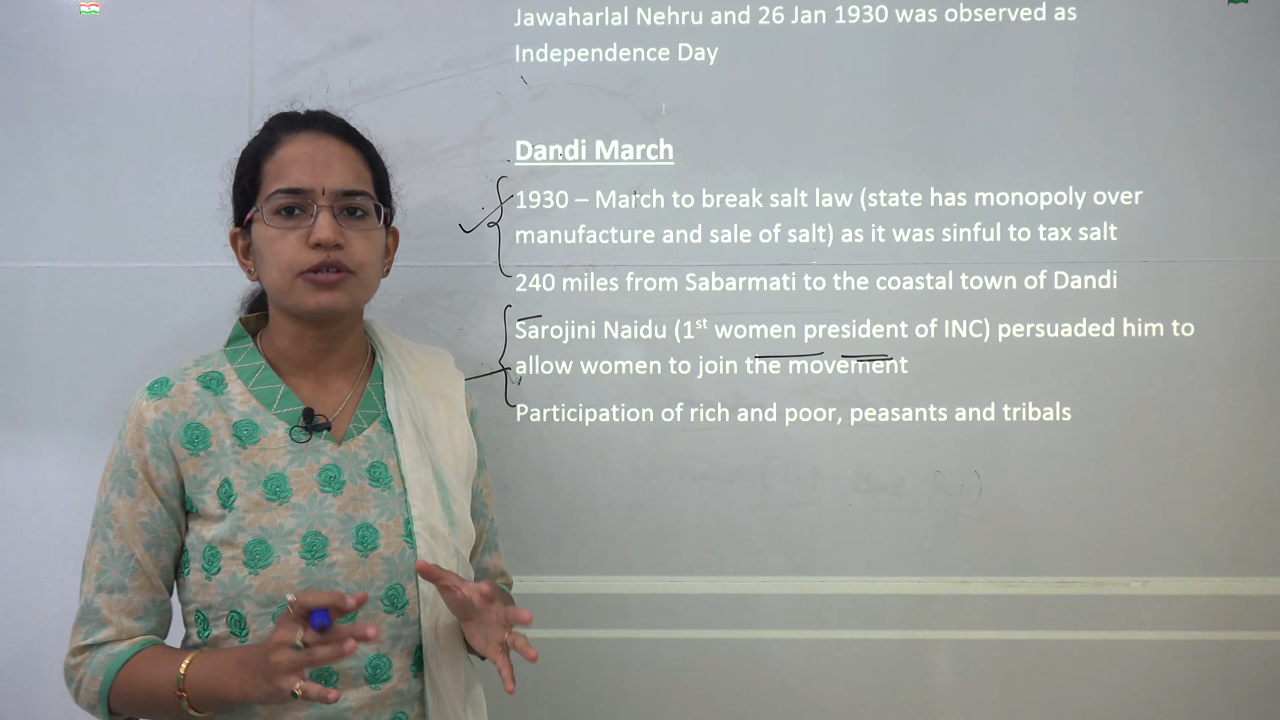 Jawaharlal Nehru and 26 Jan 1930 was observed as
Independence Day
Dandi March
1930 – March to break salt law (state has monopoly over
manufacture and sale of salt) as it was sinful to tax salt
240 miles from Sabarmati to the coastal town of Dandi
Sarojini Naidu (1st women president of INC) persuaded him to
allow women to join the movement
Participation of rich and poor, peasants and tribals